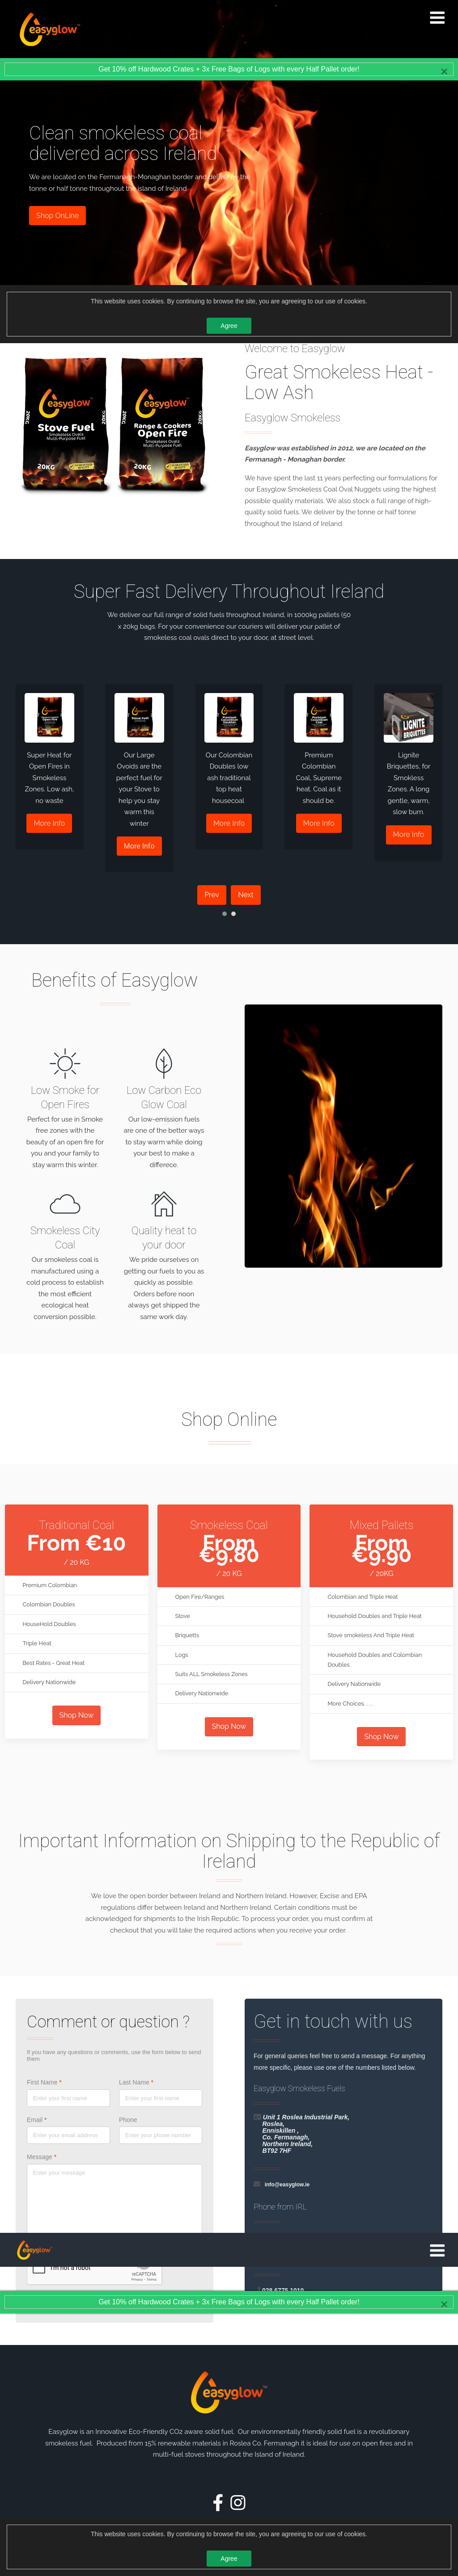 easyglow
Get 10% off Hardwood Crates + 3x Free Bags of Logs with every Half Pallet order!
Clean smokeless coal
delivered across Ireland
We are located on the Fermanagh-Monaghan border and deliver by the
tonne or half tonne throughout the island of Ireland.
Shop OnLine
This website uses cookies. By continuing to browse the site, you are agreeing to our use of cookies.
Agree
easyglow
Stove Fuel
Smokeless Ovals
Multi-Purpose Fuel
20KG
easyglow
Range & Cookers
Open Fire
Smokeless Ovals
20KG
Welcome to Easyglow
Great Smokeless Heat -
Low Ash
Easyglow Smokeless
Easyglow was established in 2012, we are located on the
Fermanagh - Monaghan border.
We have spent the last 11 years perfecting our formulations for
our Easyglow Smokeless Coal Oval Nuggets using the highest
possible quality materials. We also stock a full range of high-
quality solid fuels. We deliver by the tonne or half tonne
throughout the Island of Ireland.
Super Fast Delivery Throughout Ireland
We deliver our full range of solid fuels throughout Ireland, in 1000kg pallets (50
x 20kg bags. For your convenience our couriers will deliver your pallet of
smokeless coal ovals direct to your door, at street level.
Super Heat for
Open Fires in
Smokeless
Zones. Low ash,
no waste
More Info
Our Large
Ovoids are the
perfect fuel for
your Stove to
help you stay
warm this
winter
More Info
Our Colombian
Doubles low
ash traditional
top heat
housecoal
More Info
Premium
Colombian
Coal, Supreme
heat. Coal as it
should be.
More Info
LIGNITE
BRIQUETTES
Lignite
Briquettes, for
Smokless
Zones. A long
gentle, warm,
slow burn.
More Info
Prev
Next
Benefits of Easyglow
Low Smoke for
Open Fires
Perfect for use in Smoke
free zones with the
beauty of an open fire for
you and your family to
stay warm this winter.
Low Carbon Eco
Glow Coal
Our low-emission fuels
are one of the better ways
to stay warm while doing
your best to make a
differece.
Smokeless City
Coal
Our smokeless coal is
manufactured using a
cold process to establish
the most efficient
ecological heat
conversion possible.
Quality heat to
your door
We pride ourselves on
getting our fuels to you as
quickly as possible.
Orders before noon
always get shipped the
same work day.
Shop Online
Traditional Coal
From €10
/ 20 KG
Premium Colombian
Colombian Doubles
HouseHold Doubles
Triple Heat
Best Rates - Great Heat
Delivery Nationwide
Shop Now
Smokeless Coal
From
€9.80
/ 20 KG
Open Fire/Ranges
Stove
Briquetts
Logs
Suits ALL Smokeless Zones
Delivery Nationwide
Shop Now
Mixed Pallets
From
€9.90
/ 20KG
Colombian and Triple Heat
Household Doubles and Triple Heat
Stove smokeless And Triple Heat
Household Doubles and Colombian
Doubles
Delivery Nationwide
More Choices .....
Shop Now
Important Information on Shipping to the Republic of
Ireland
We love the open border between Ireland and Northern Ireland. However, Excise and EPA
regulations differ between Ireland and Northern Ireland. Certain conditions must be
acknowledged for shipments to the Irish Republic. To process your order, you must confirm at
checkout that you will take the required actions when you receive your order.
Comment or question ?
If you have any questions or comments, use the form below to send
them
First Name *
Enter your first name
Last Name *
Enter your first name
Email *
Enter your email address
Phone
Enter your phone number
Message *
Enter your message
I'm not a robot
reCAPTCHA
Privacy - Terms
Get in touch with us
For general queries feel free to send a message. For anything
more specific, please use one of the numbers listed below.
Easyglow Smokeless Fuels
Unit 1 Roslea Industrial Park,
Roslea,
Enniskillen ,
Co. Fermanagh,
Northern Ireland,
BT92 7HF
info@easyglow.ie
Phone from IRL
easyglow
028 6775 1010
Get 10% off Hardwood Crates + 3x Free Bags of Logs with every Half Pallet order!
easyglow
Easyglow is an Innovative Eco-Friendly CO2 aware solid fuel. Our environmentally friendly solid fuel is a revolutionary
smokeless fuel. Produced from 15% renewable materials in Roslea Co. Fermanagh it is ideal for use on open fires and in
multi-fuel stoves throughout the Island of Ireland.
This website uses cookies. By continuing to browse the site, you are agreeing to our use of cookies.
Agree